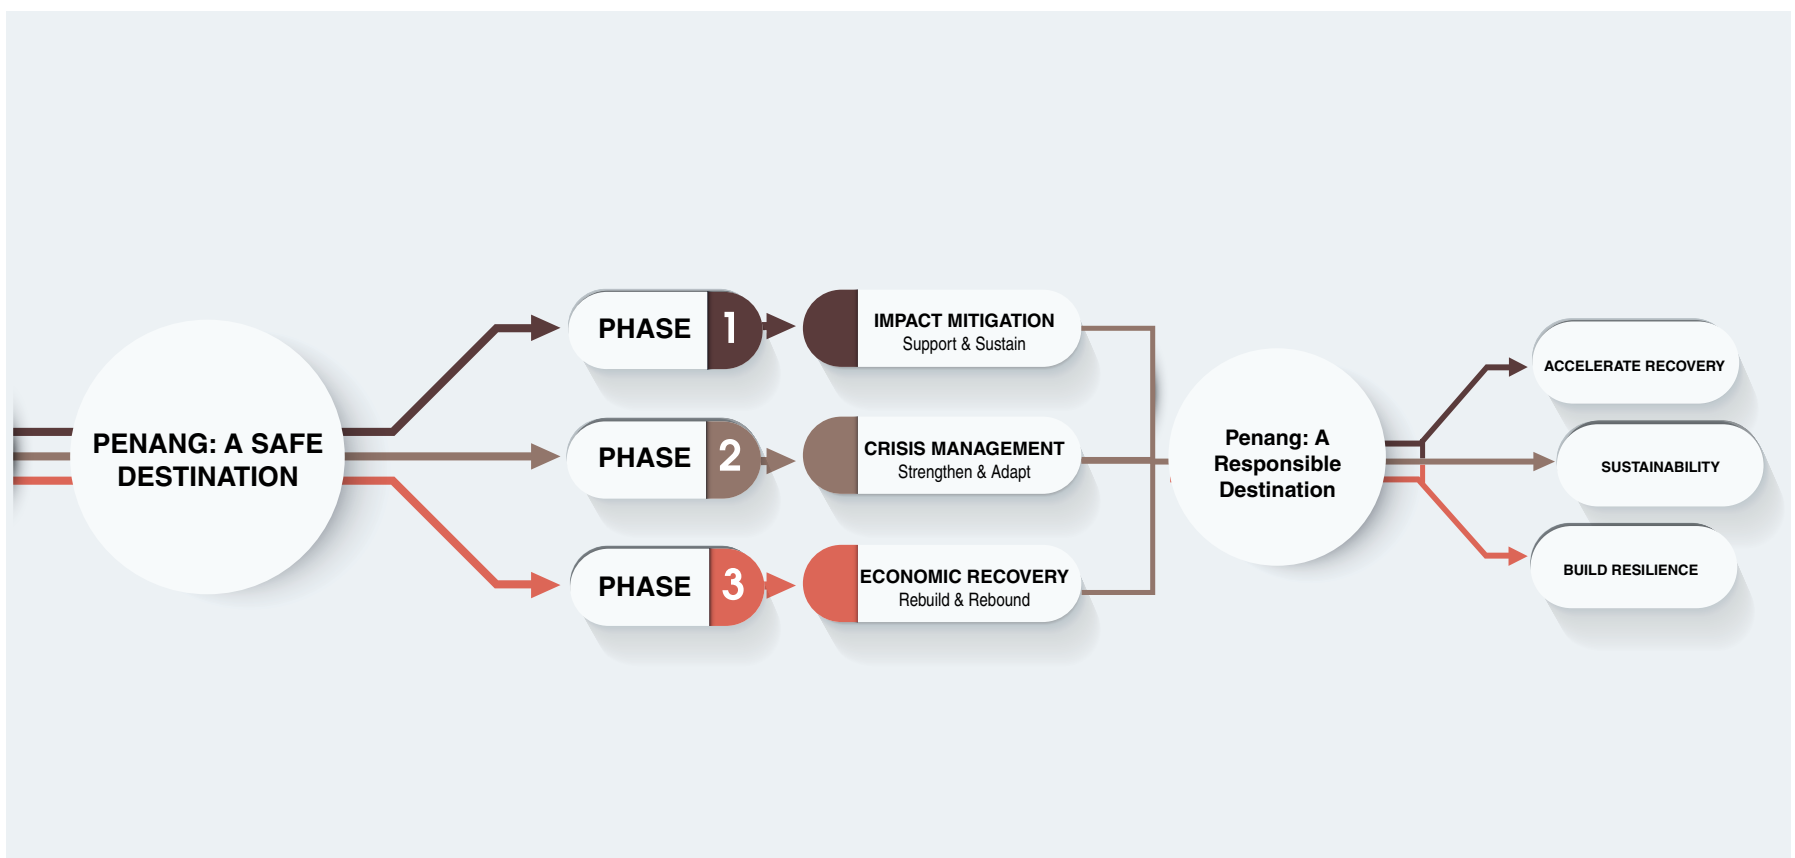 PENANG: A SAFE
DESTINATION
PHASE 1
IMPACT MITIGATION
Support & Sustain
PHASE 2
CRISIS MANAGEMENT
Strengthen & Adapt
PHASE 3
ECONOMIC RECOVERY
Rebuild & Rebound
Penang: A
Responsible
Destination
ACCELERATE RECOVERY
SUSTAINABILITY
BUILD RESILIENCE